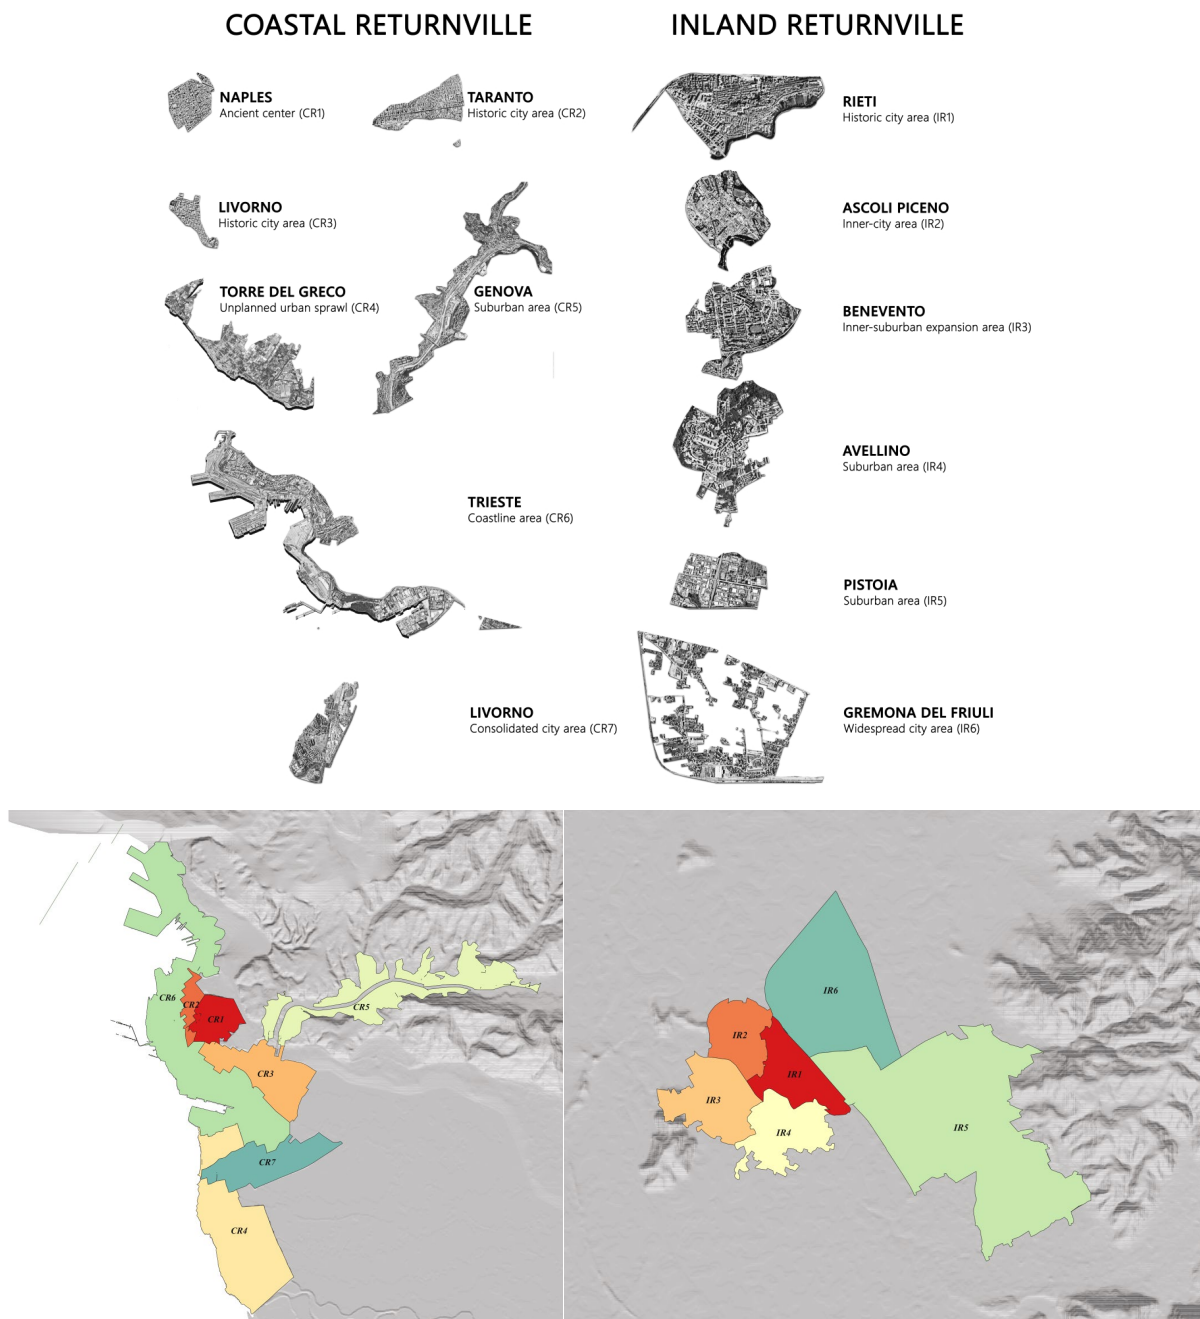 COASTAL RETURNVILLE
INLAND RETURNVILLE
NAPLES
Ancient center (CR1)
TARANTO
Historic city area (CR2)
LIVORNO
Historic city area (CR3)
TORRE DEL GRECO
Unplanned urban sprawl (CR4)
GENOVA
Suburban area (CR5)
TRIESTE
Coastline area (CR6)
LIVORNO
Consolidated city area (CR7)
RIETI
Historic city area (IR1)
ASCOLI PICENO
Inner-city area (IR2)
BENEVENTO
Inner-suburban expansion area (IR3)
AVELLINO
Suburban area (IR4)
PISTOIA
Suburban area (IR5)
GREMONA DEL FRIULI
Widespread city area (IR6)
CR6
CR2
CR1
CR5
CR3
CR7
CR4
IR6
IR2
IR1
IR3
IR4
IR5